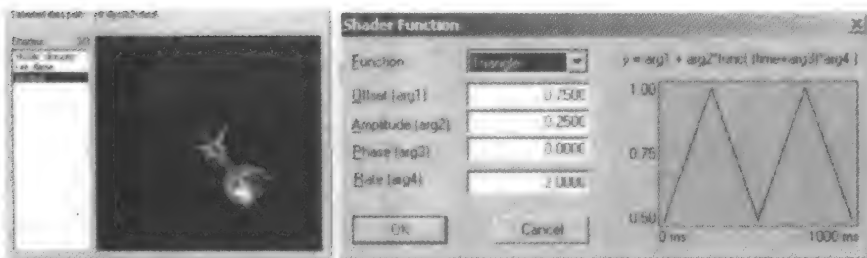 Shader Function
Function
Triangle
y = arg1 + arg2*func( (time+arg3)*arg4 )
Offset (arg1)
0.7500
Amplitude (arg2)
0.2500
Phase (arg3)
0.0000
Rate (arg4)
2.0000
OK
Cancel
1.00
0.75
0.50
0 ms
1000 ms